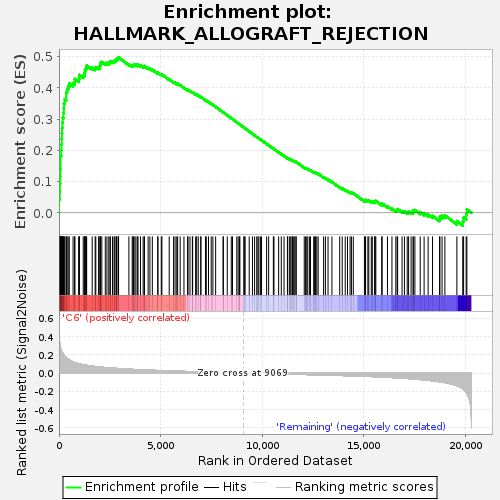 Enrichment plot:
HALLMARK_ALLOGRAFT_REJECTION
Enrichment score (ES)
0.5
0.4
0.3
0.2
0.1
0.0
'C6' (positively correlated)
Ranked list metric (Signal2Noise)
0.6
0.4
0.2
0.0
-0.2
-0.4
-0.6
Zero cross at 9069
'Remaining' (negatively correlated)
0 5,000 10,000 15,000 20,000
Rank in Ordered Dataset
Enrichment profile Hits Ranking metric scores